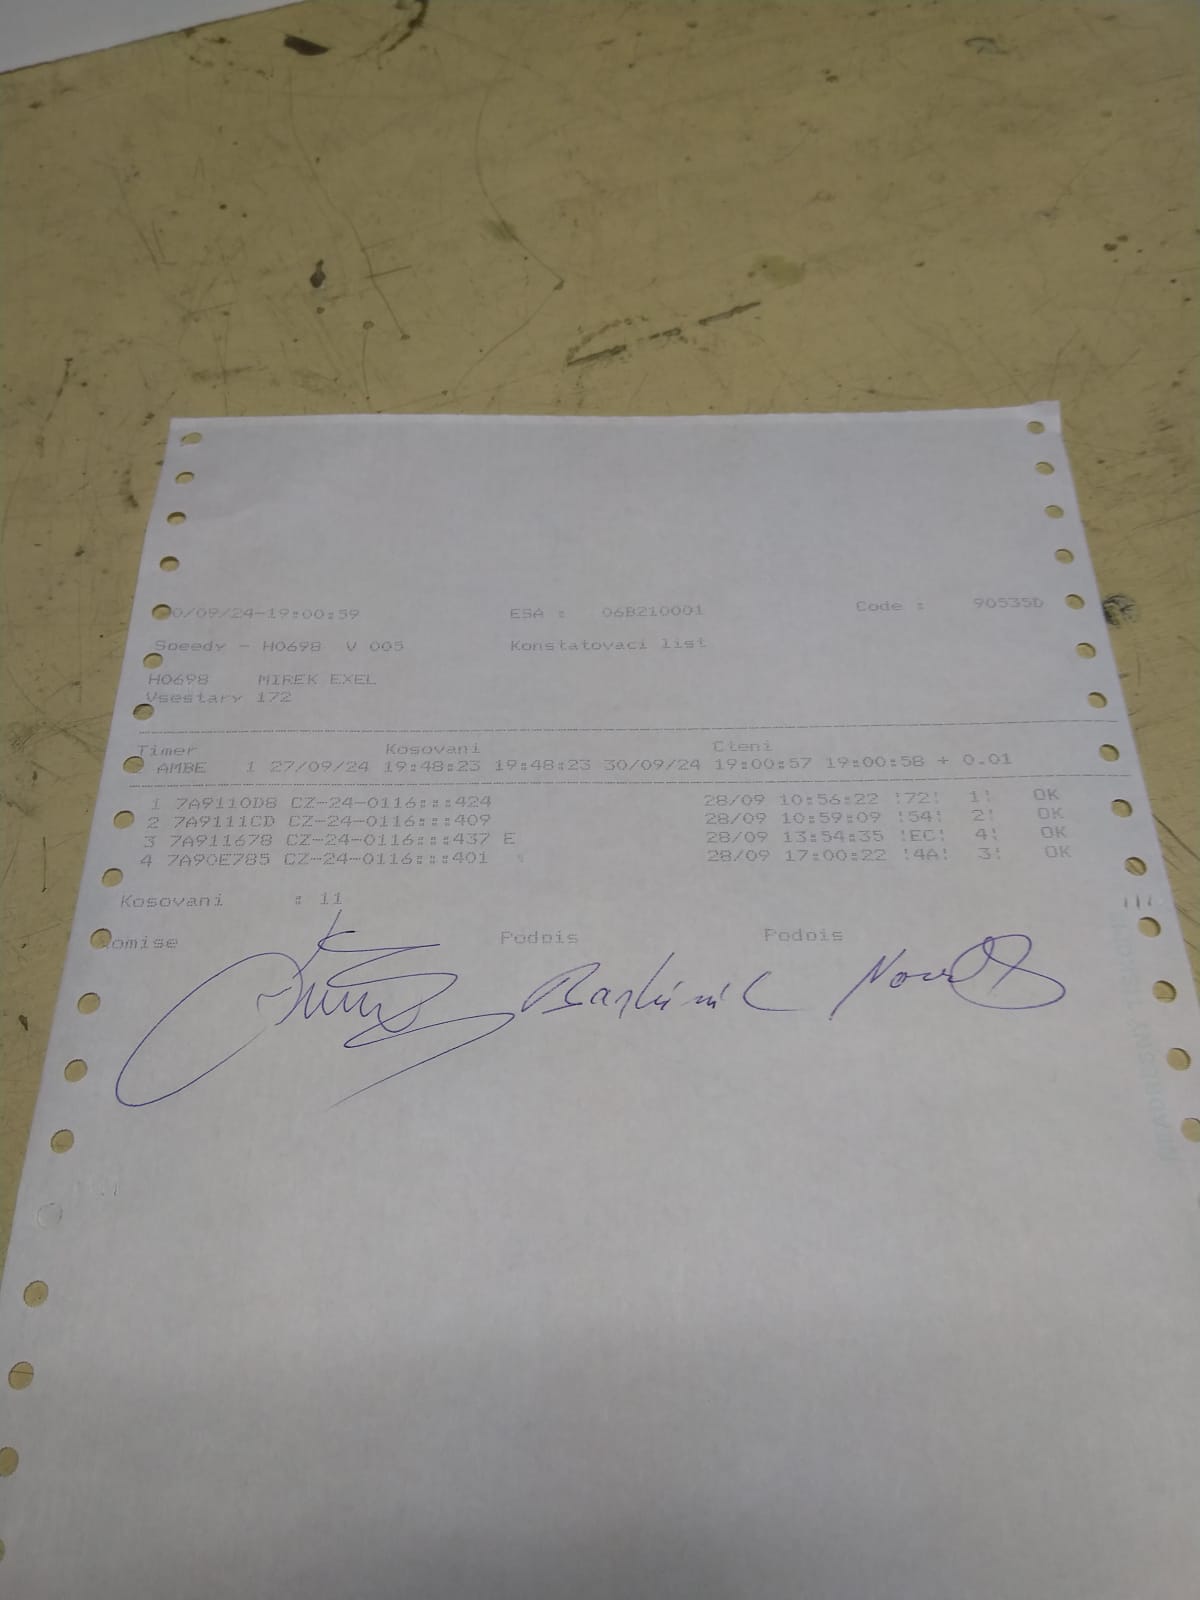 0/09/24-19:00:59 ESA : 06B210001 Code : 90535D
Speedy - H0698 V 005 Konstatovaci list
H0698 MIREK EXEL
Vsestary 172
Timer Kosovani Cteni
AMBE 1 27/09/24 19:48:23 19:48:23 30/09/24 19:00:57 19:00:58 + 0.01
1 7A9110D8 CZ-24-0116:::424 28/09 10:56:22 !72! 1! OK
2 7A9111CD CZ-24-0116:::409 28/09 10:59:09 !54! 2! OK
3 7A911678 CZ-24-0116:::437 E 28/09 13:54:35 !EC! 4! OK
4 7A90E785 CZ-24-0116:::401 28/09 17:00:22 !4A! 3! OK
Kosovani : 11
omise Podpis Podpis